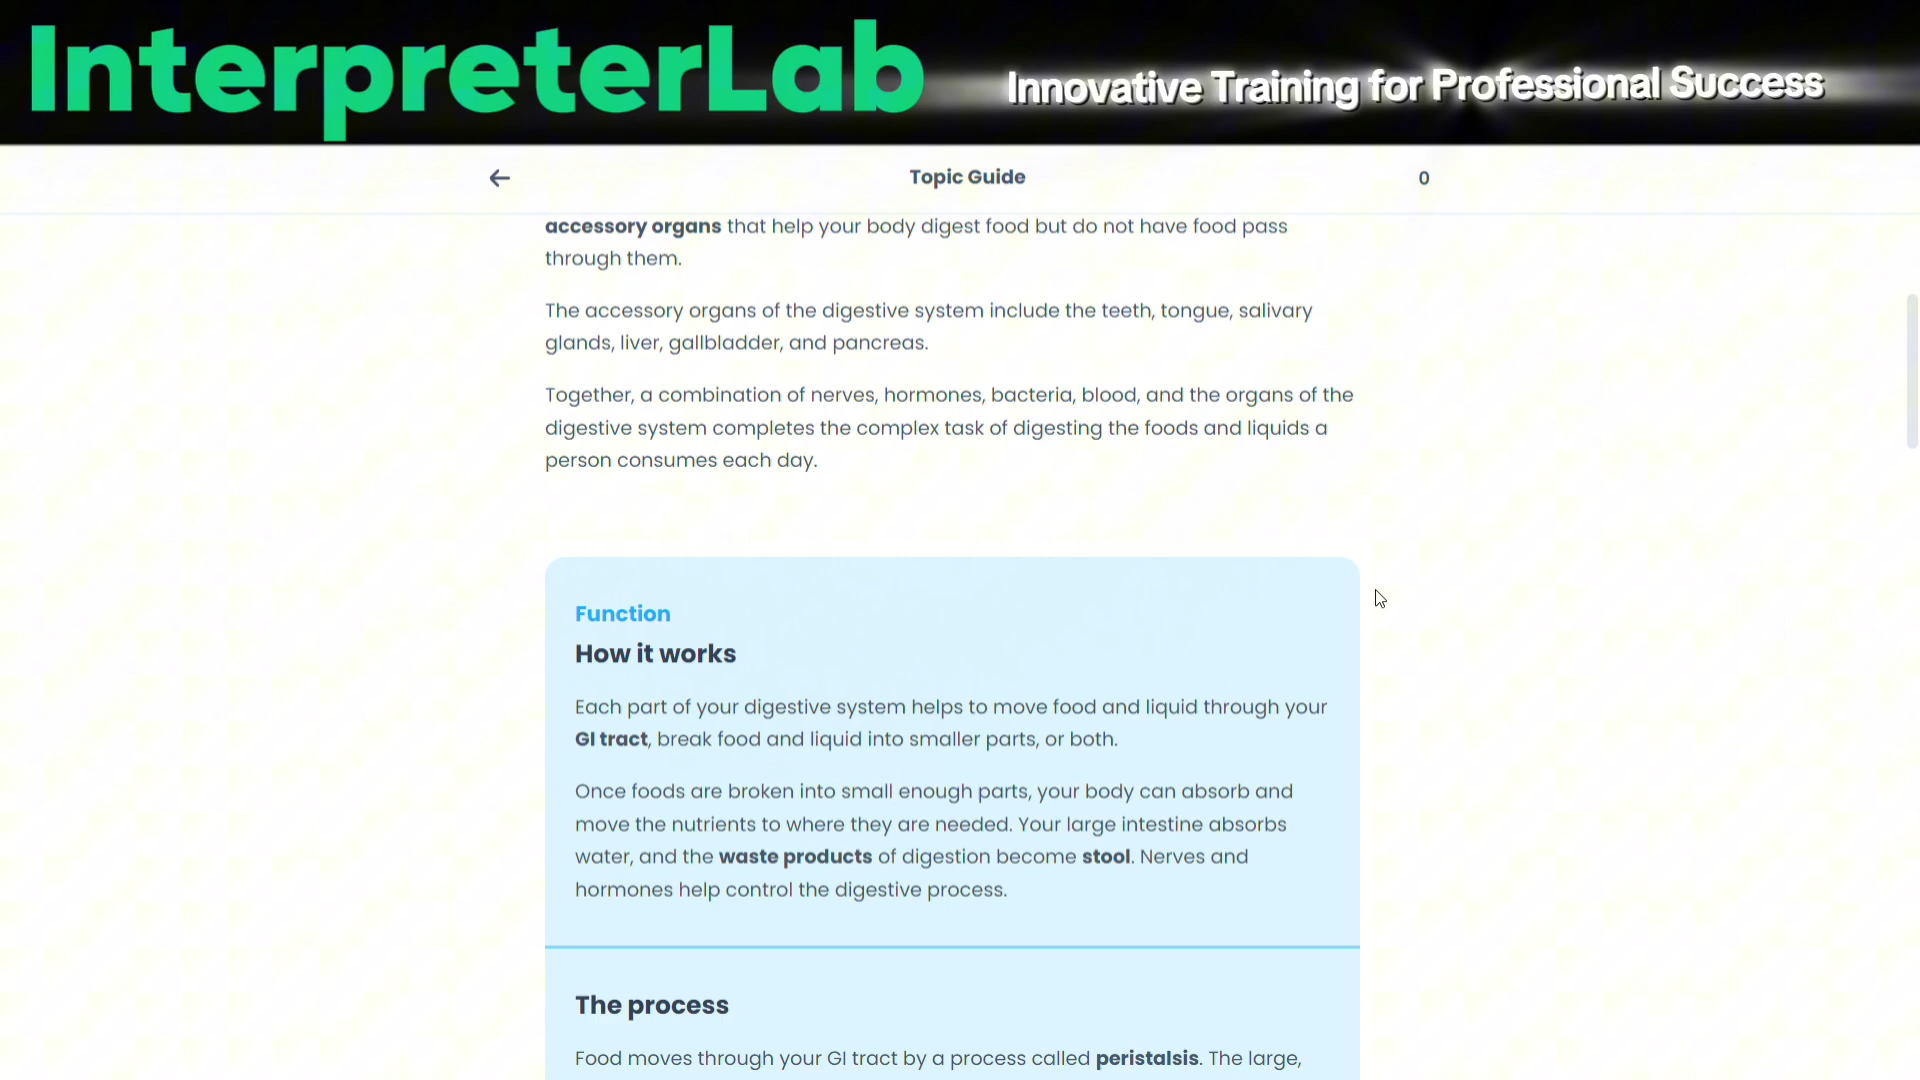 InterpreterLab
Innovative Training for Professional Success
Topic Guide
0
accessory organs that help your body digest food but do not have food pass
through them.
The accessory organs of the digestive system include the teeth, tongue, salivary
glands, liver, gallbladder, and pancreas.
Together, a combination of nerves, hormones, bacteria, blood, and the organs of the
digestive system completes the complex task of digesting the foods and liquids a
person consumes each day.
Function
How it works
Each part of your digestive system helps to move food and liquid through your
GI tract, break food and liquid into smaller parts, or both.
Once foods are broken into small enough parts, your body can absorb and
move the nutrients to where they are needed. Your large intestine absorbs
water, and the waste products of digestion become stool. Nerves and
hormones help control the digestive process.
The process
Food moves through your GI tract by a process called peristalsis. The large,